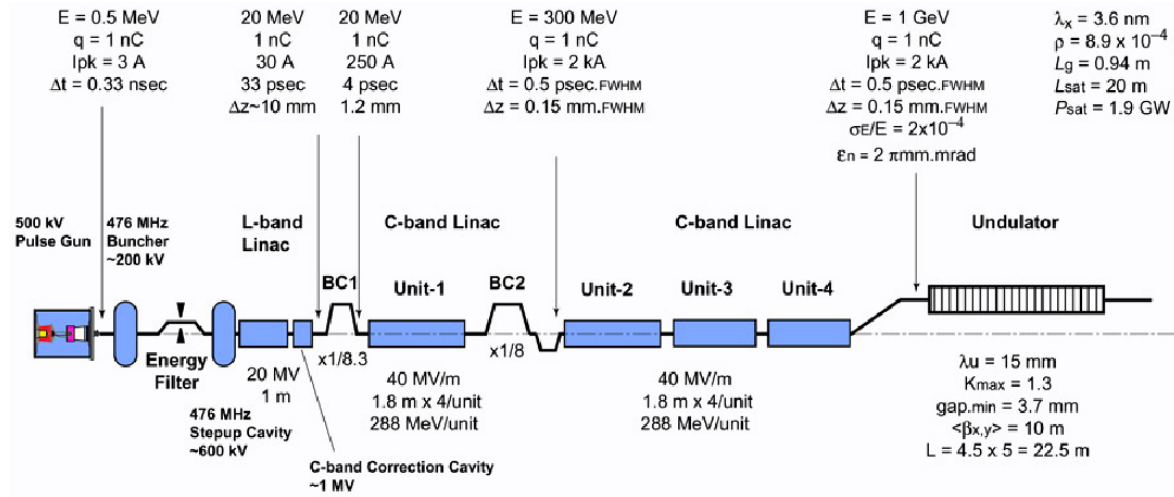 E = 0.5 MeV
q = 1 nC
Ipk = 3 A
Δt = 0.33 nsec
20 MeV
1 nC
30 A
33 psec
Δz~10 mm
20 MeV
1 nC
250 A
4 psec
1.2 mm
E = 300 MeV
q = 1 nC
Ipk = 2 kA
Δt = 0.5 psec.FWHM
Δz = 0.15 mm.FWHM
E = 1 GeV
q = 1 nC
Ipk = 2 kA
Δt = 0.5 psec.FWHM
Δz = 0.15 mm.FWHM
σE/E = 2x10⁻⁴
εn = 2 πmm.mrad
λx = 3.6 nm
ρ = 8.9 x 10⁻⁴
Lg = 0.94 m
Lsat = 20 m
Psat = 1.9 GW
500 kV
Pulse Gun
476 MHz
Buncher
~200 kV
L-band
Linac
C-band Linac
C-band Linac
Undulator
BC1
Unit-1
BC2
Unit-2
Unit-3
Unit-4
Energy
Filter
x1/8.3
x1/8
20 MV
1 m
476 MHz
Stepup Cavity
~600 kV
C-band Correction Cavity
~1 MV
40 MV/m
1.8 m x 4/unit
288 MeV/unit
40 MV/m
1.8 m x 4/unit
288 MeV/unit
λu = 15 mm
Kmax = 1.3
gap.min = 3.7 mm
<βx,y> = 10 m
L = 4.5 x 5 = 22.5 m